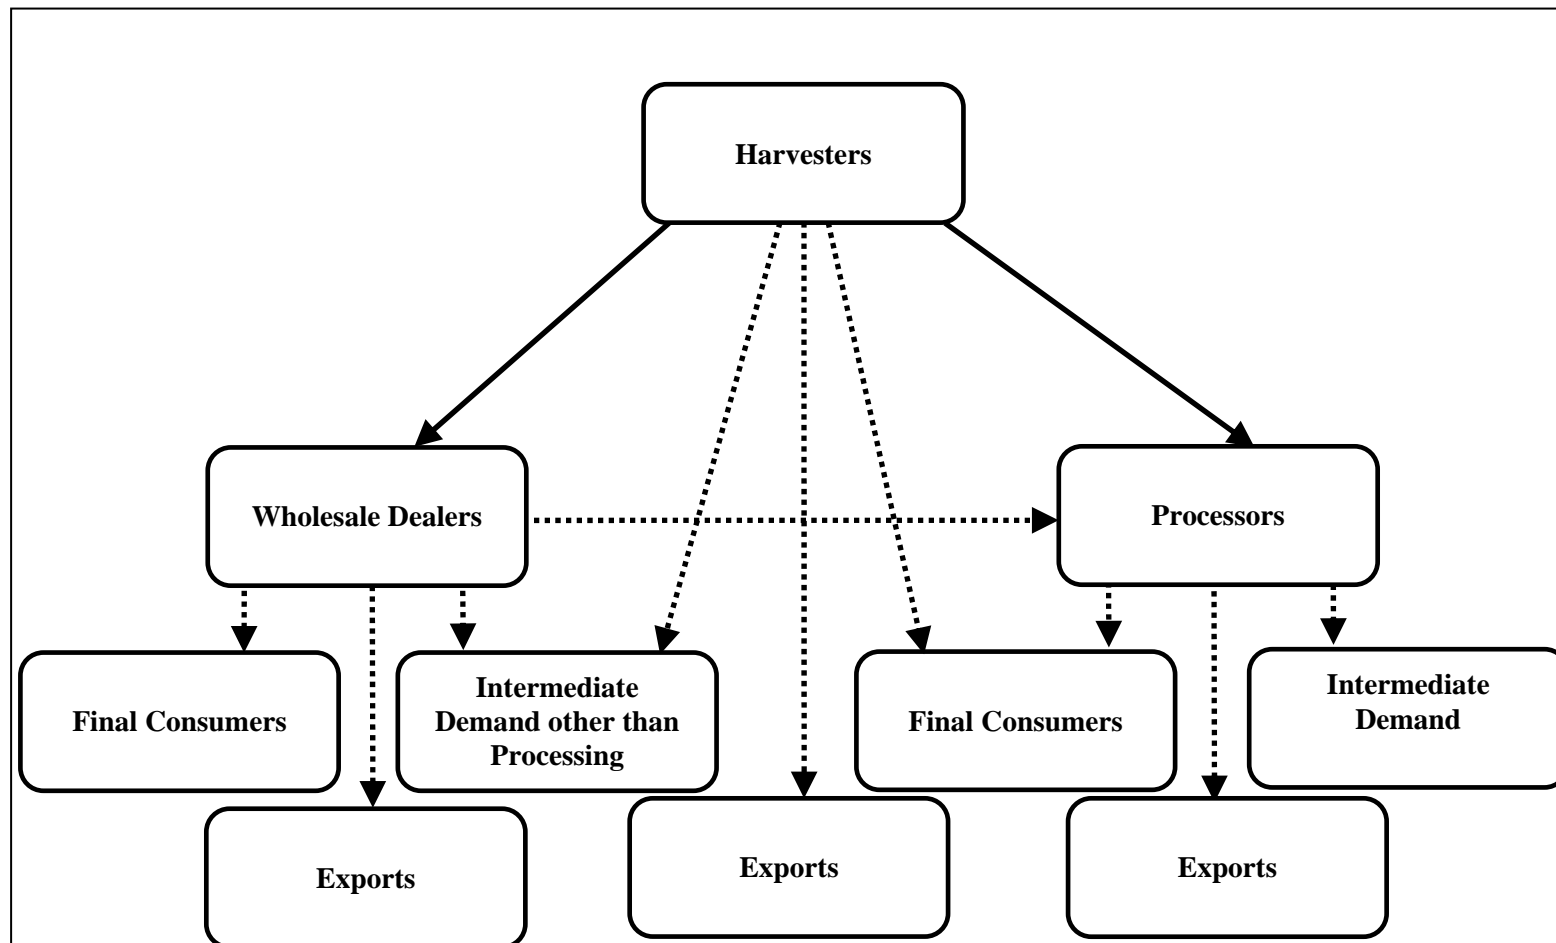 Harvesters
Wholesale Dealers
Processors
Final Consumers
Intermediate
Demand other than
Processing
Final Consumers
Intermediate
Demand
Exports
Exports
Exports